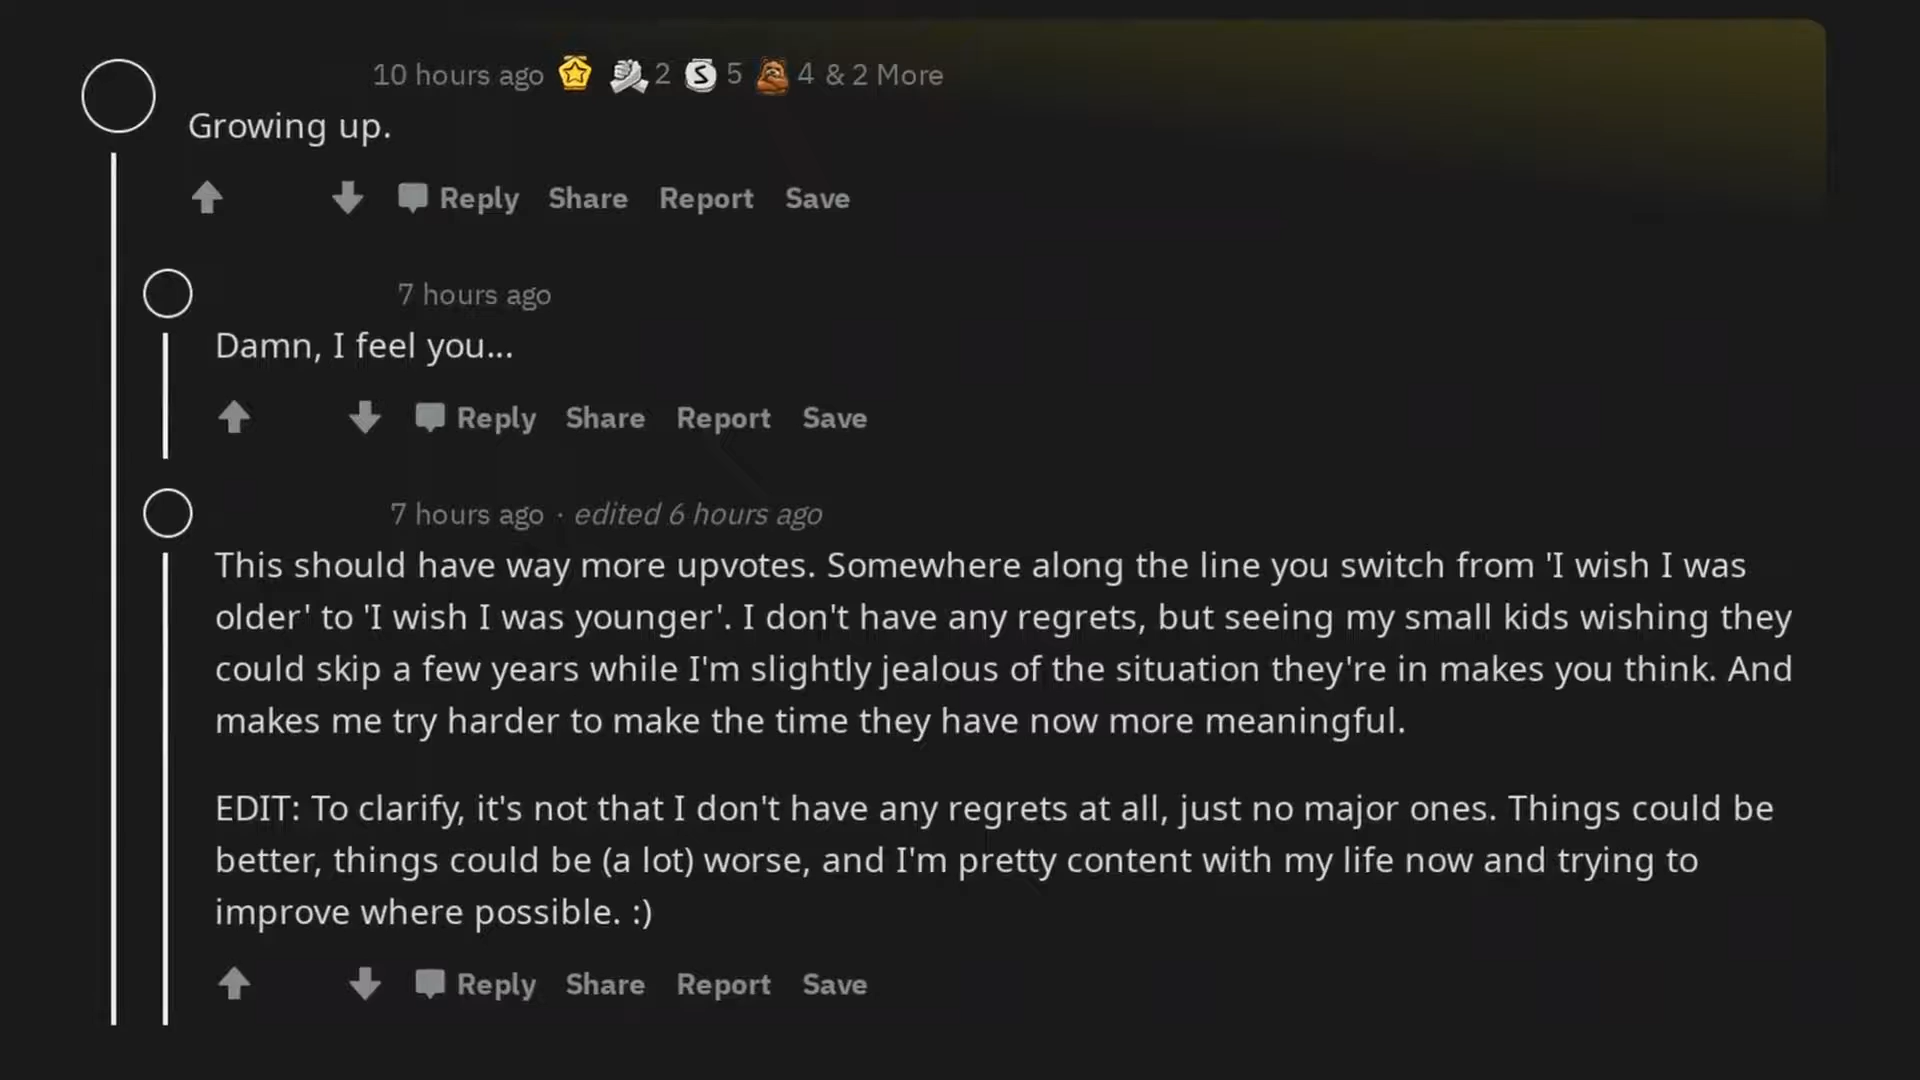 10 hours ago 2 S 5 4 & 2 More
Growing up.
Reply Share Report Save
7 hours ago
Damn, I feel you...
Reply Share Report Save
7 hours ago · edited 6 hours ago
This should have way more upvotes. Somewhere along the line you switch from 'I wish I was
older' to 'I wish I was younger'. I don't have any regrets, but seeing my small kids wishing they
could skip a few years while I'm slightly jealous of the situation they're in makes you think. And
makes me try harder to make the time they have now more meaningful.
EDIT: To clarify, it's not that I don't have any regrets at all, just no major ones. Things could be
better, things could be (a lot) worse, and I'm pretty content with my life now and trying to
improve where possible. :)
Reply Share Report Save